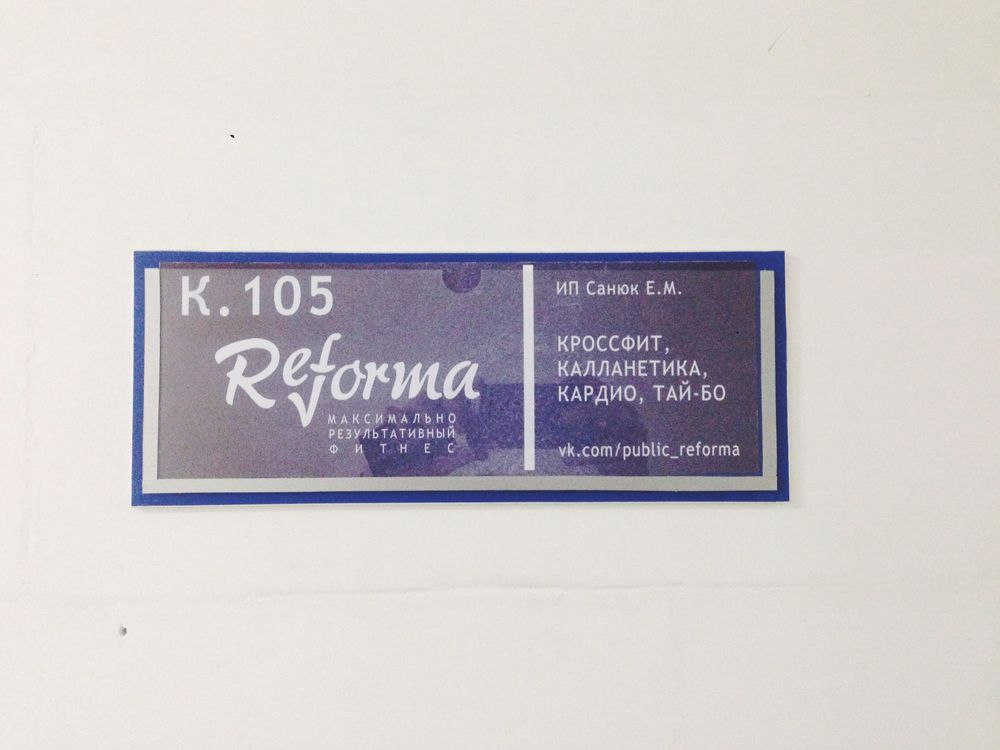 К.105
Reforma
МАКСИМАЛЬНО
РЕЗУЛЬТАТИВНЫЙ
ФИТНЕС
ИП Санюк Е.М.
КРОССФИТ,
КАЛЛАНЕТИКА,
КАРДИО, ТАЙ-БО
vk.com/public_reforma